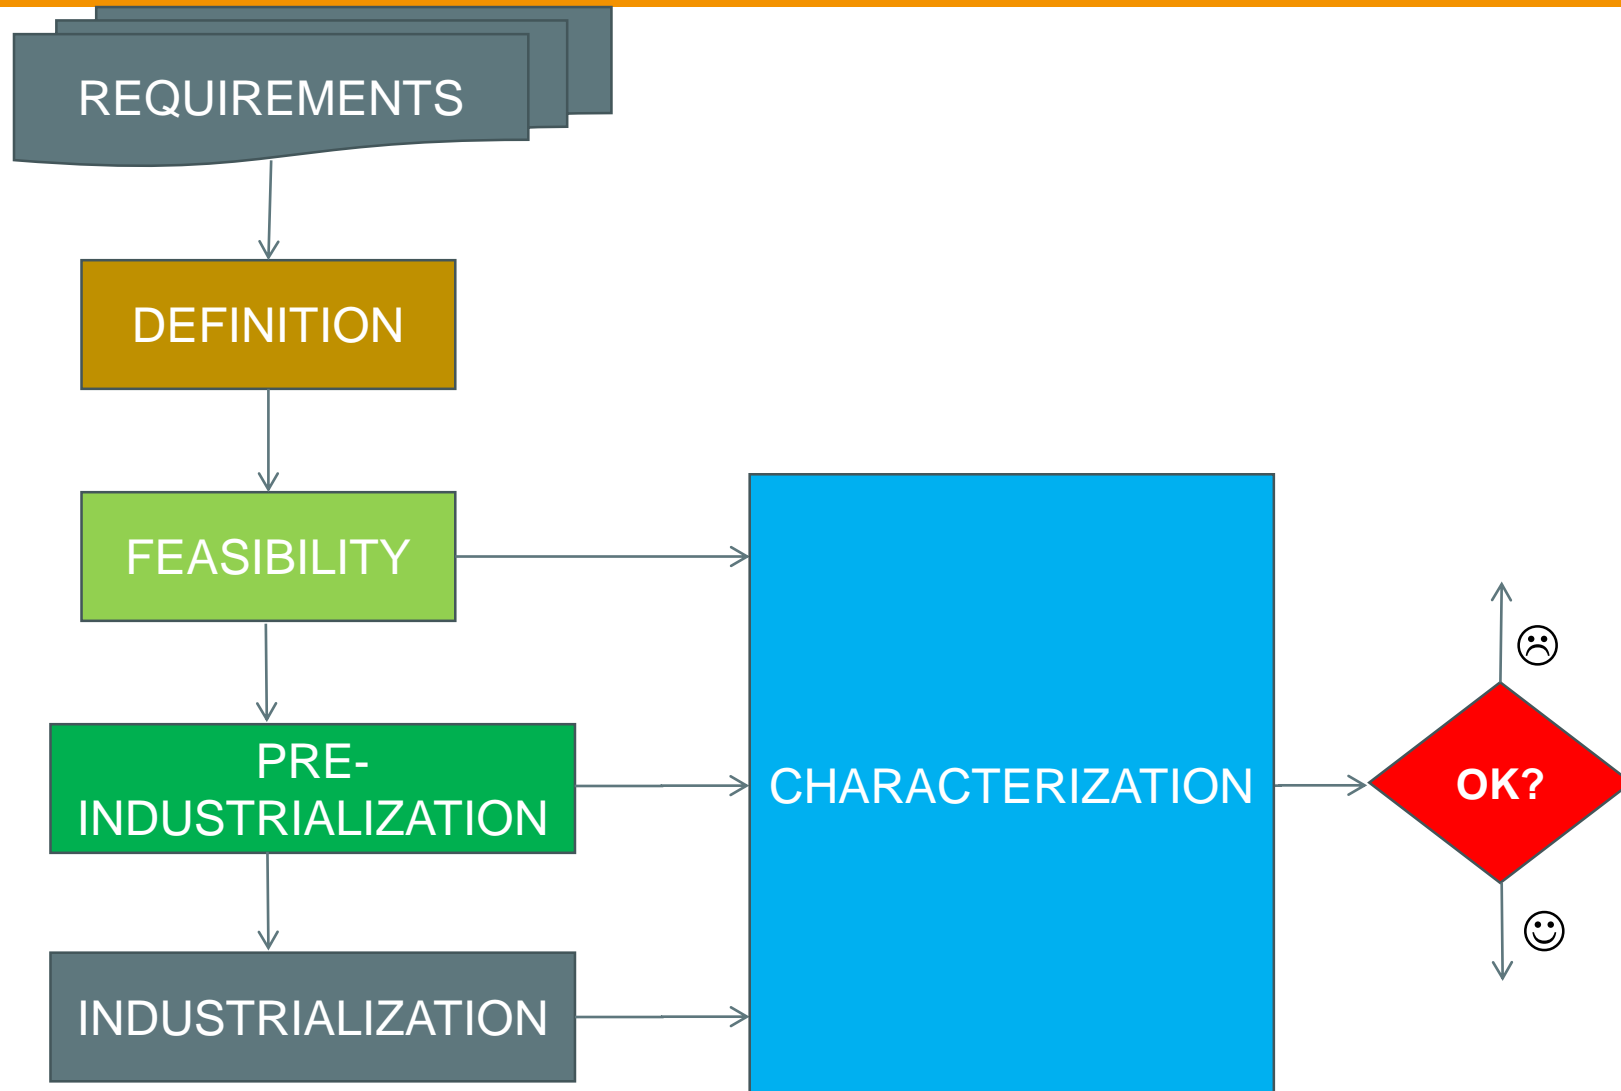 REQUIREMENTS
DEFINITION
FEASIBILITY
PRE-
INDUSTRIALIZATION
CHARACTERIZATION
OK?
INDUSTRIALIZATION